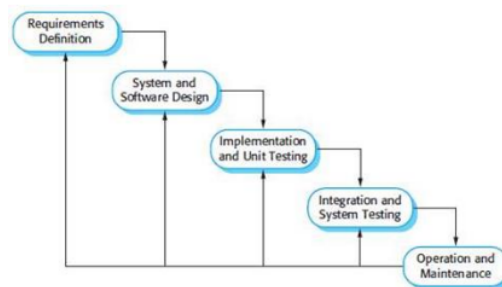 Requirements
Definition
System and
Software Design
Implementation
and Unit Testing
Integration and
System Testing
Operation and
Maintenance